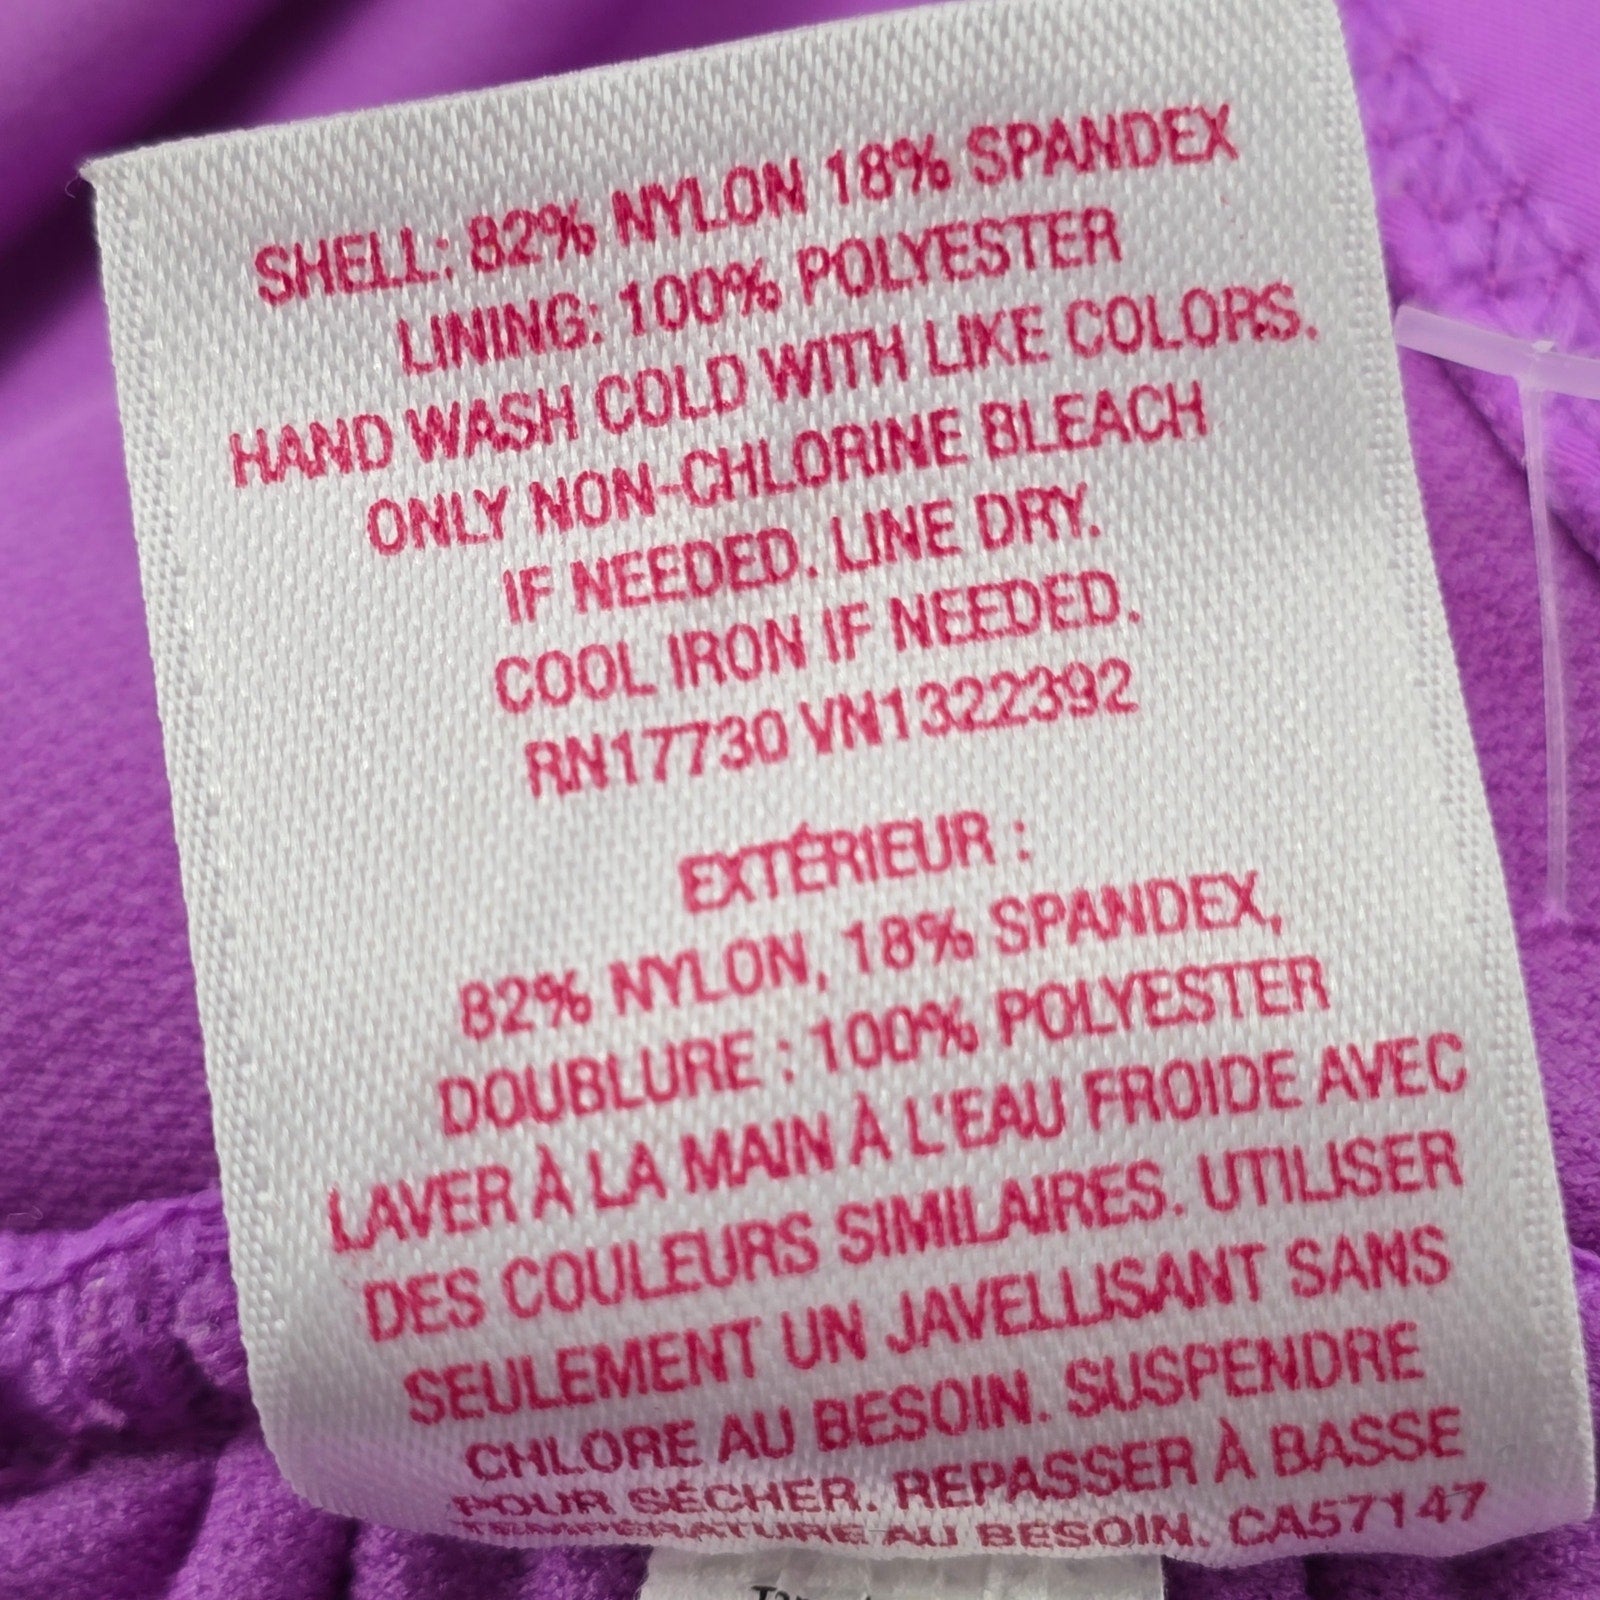 SHELL: 82% NYLON 18% SPANDEX
LINING: 100% POLYESTER
HAND WASH COLD WITH LIKE COLORS.
ONLY NON-CHLORINE BLEACH
IF NEEDED. LINE DRY.
COOL IRON IF NEEDED.
RN17730 VN1322392
EXTÉRIEUR :
82% NYLON, 18% SPANDEX,
DOUBLURE : 100% POLYESTER
LAVER À LA MAIN À L'EAU FROIDE AVEC
DES COULEURS SIMILAIRES. UTILISER
SEULEMENT UN JAVELLISANT SANS
CHLORE AU BESOIN. SUSPENDRE
POUR SÉCHER. REPASSER À BASSE
TEMPÉRATURE AU BESOIN. CA57147